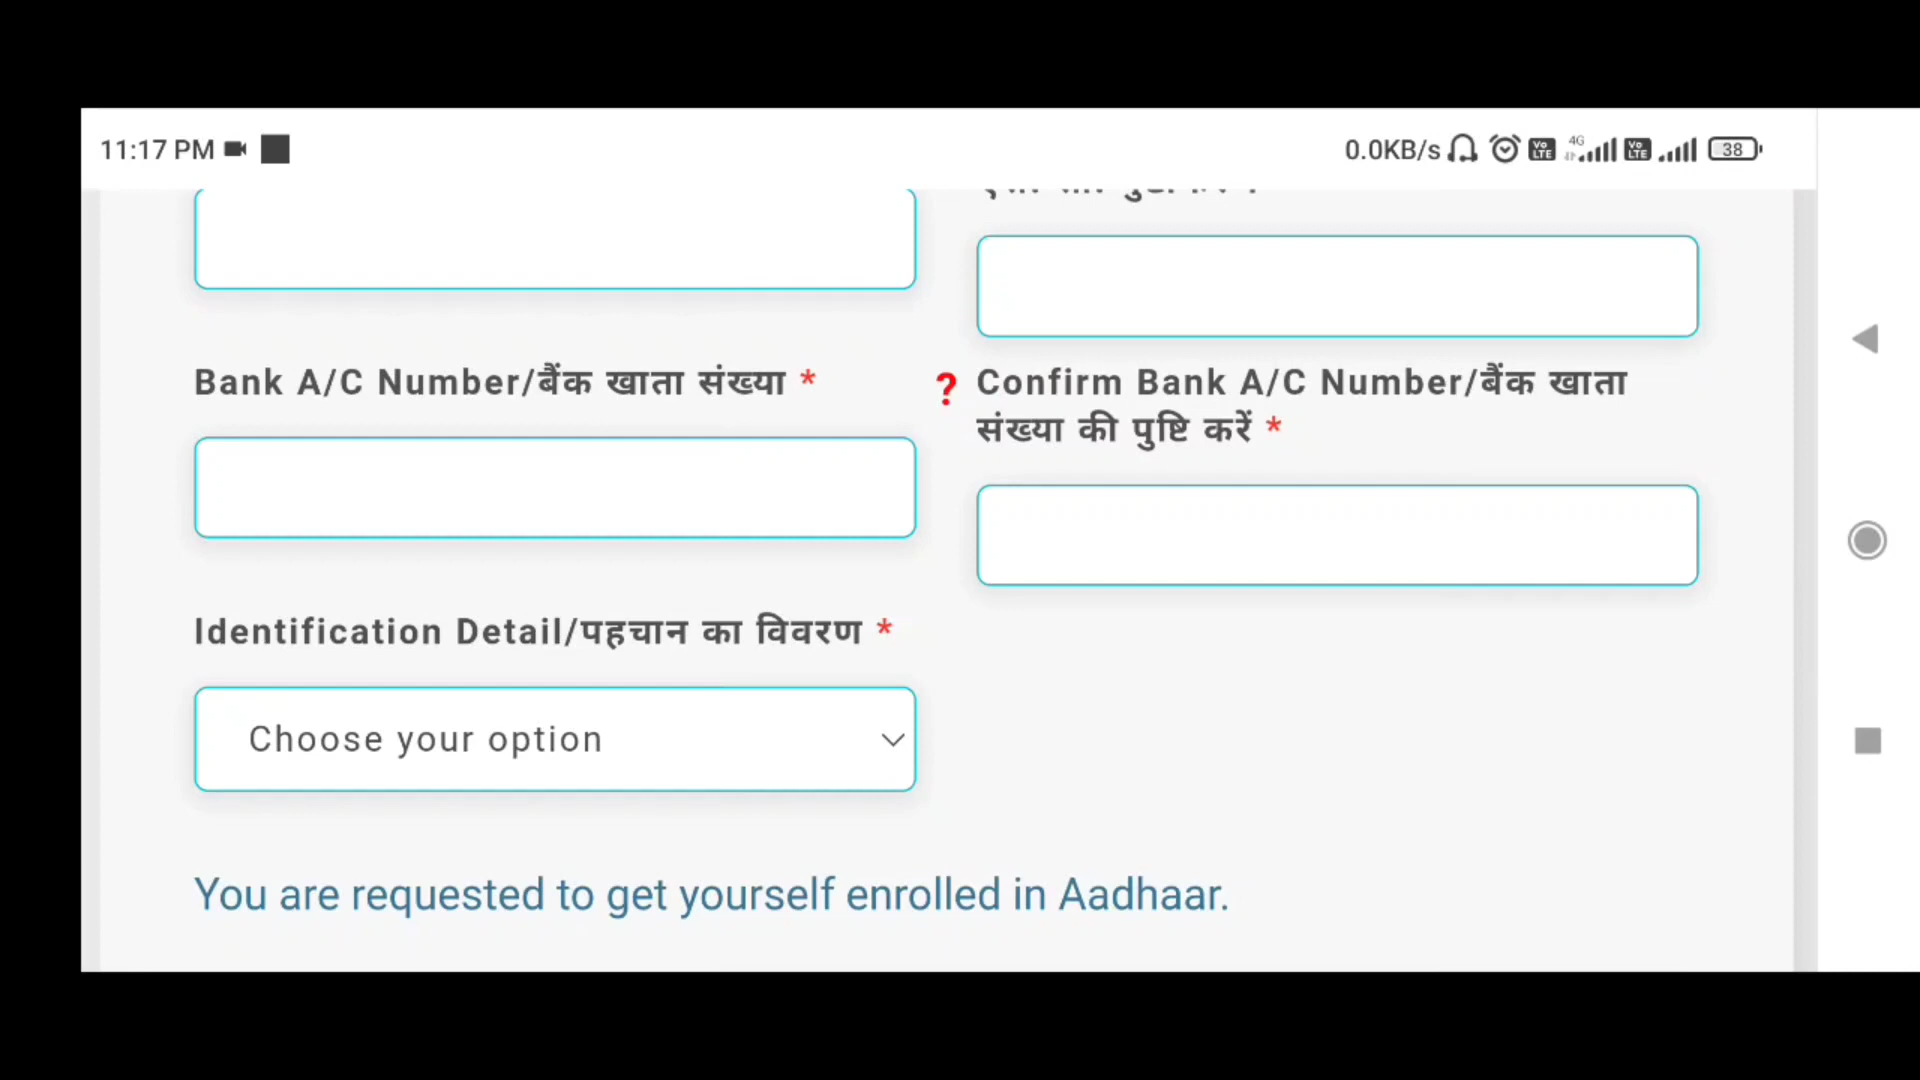 11:17 PM
0.0KB/s 4G 38
Bank A/C Number/बैंक खाता संख्या *
? Confirm Bank A/C Number/बैंक खाता
संख्या की पुष्टि करें *
Identification Detail/पहचान का विवरण *
Choose your option
You are requested to get yourself enrolled in Aadhaar.